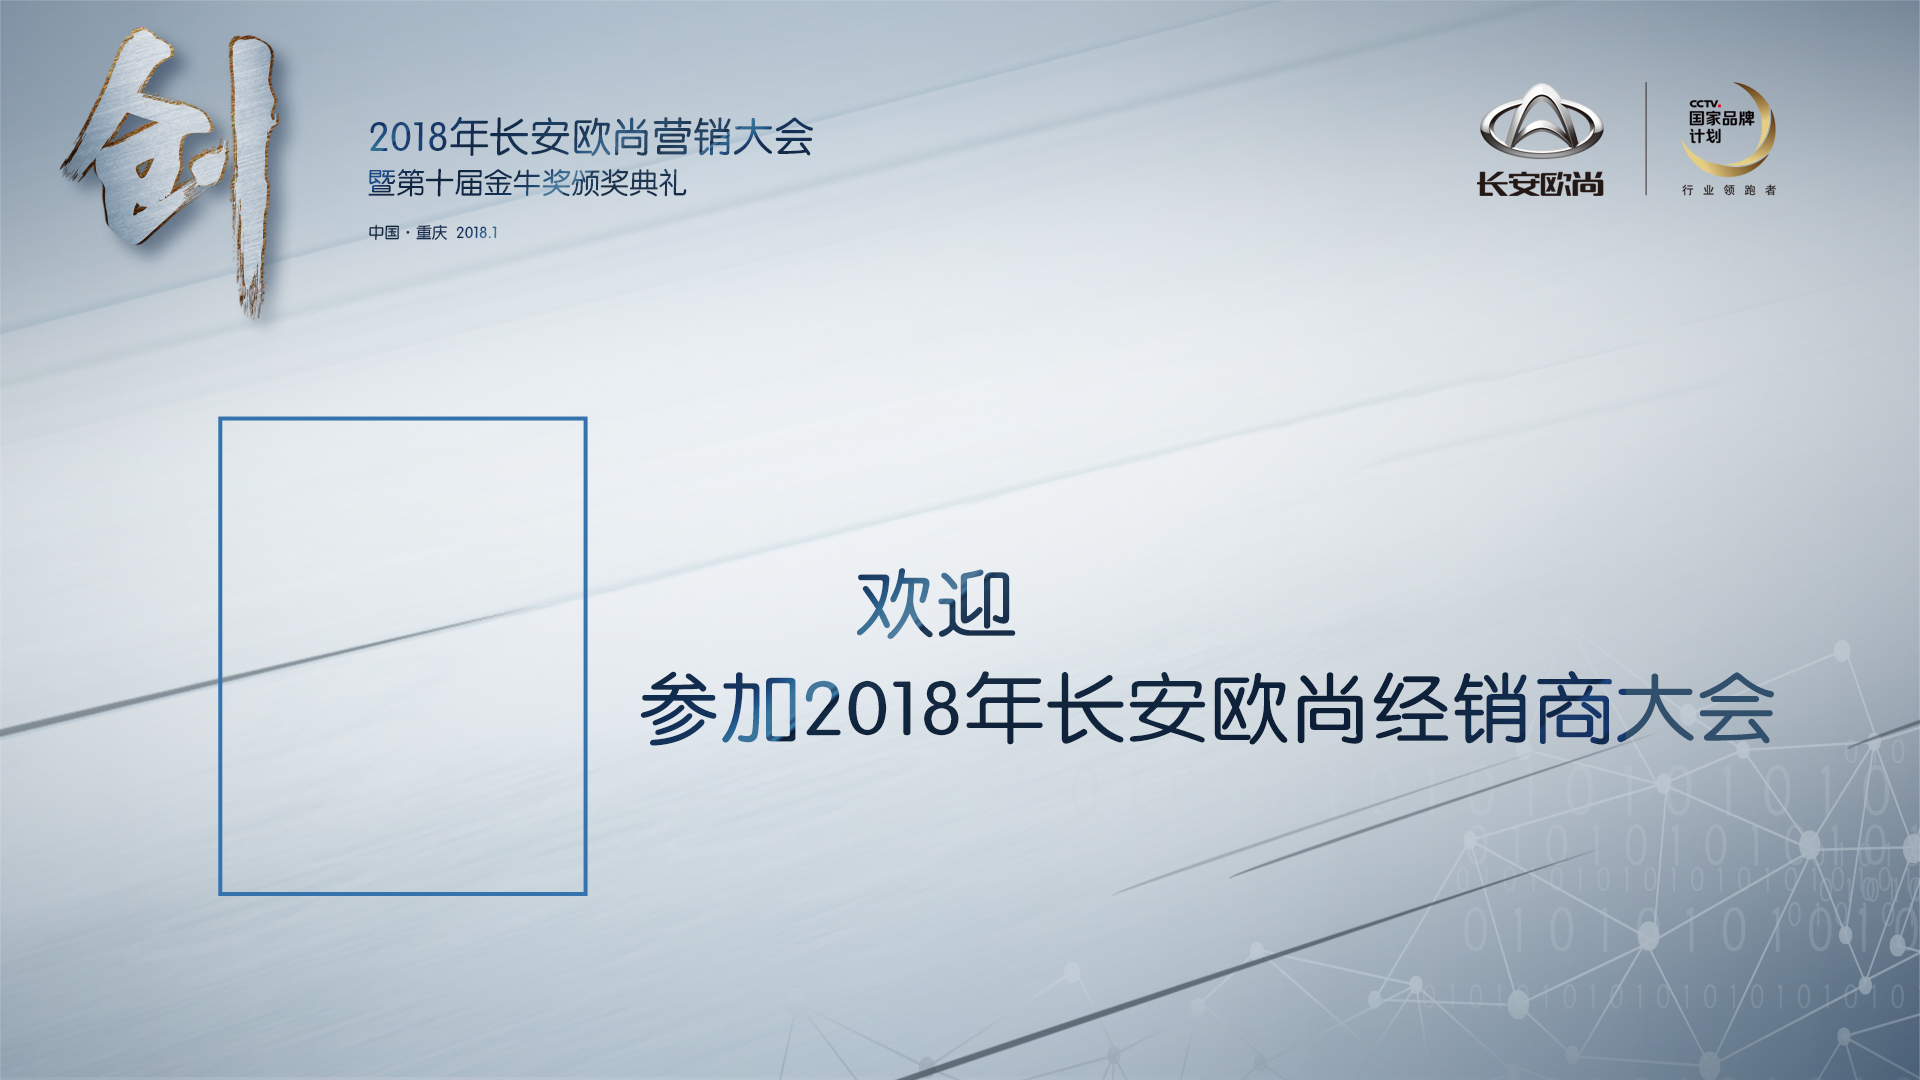 创
2018年长安欧尚营销大会
暨第十届金牛奖颁奖典礼
中国·重庆 2018.1
长安欧尚
CCTV.
国家品牌
计划
行业领跑者
欢迎
参加2018年长安欧尚经销商大会